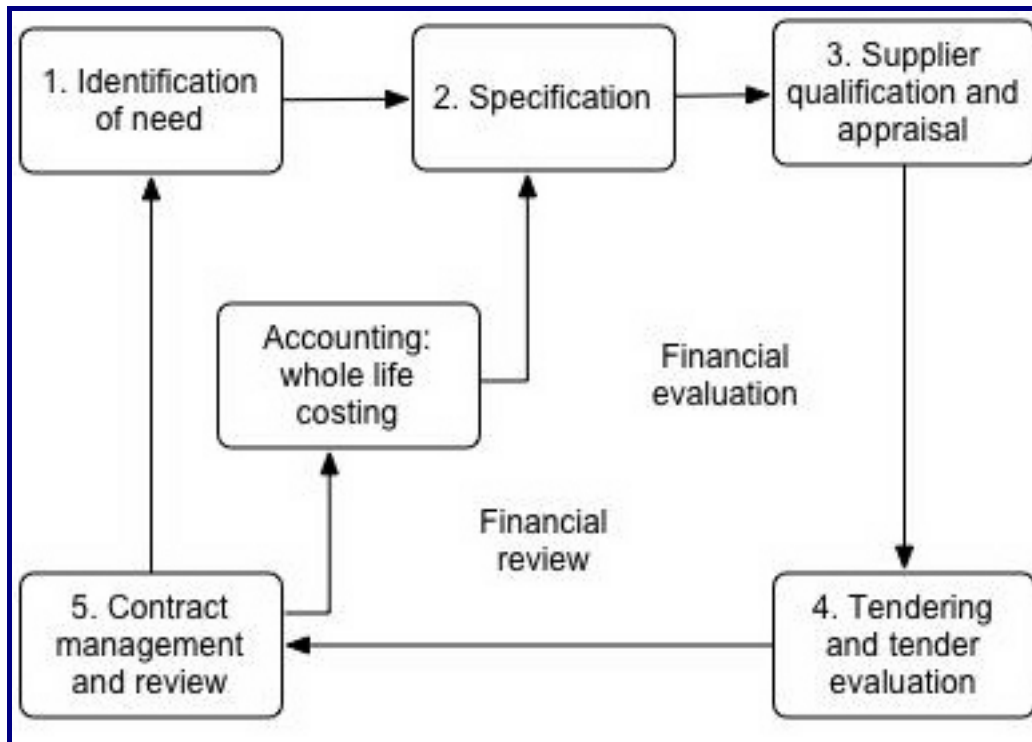 1. Identification
of need
2. Specification
3. Supplier
qualification and
appraisal
Accounting:
whole life
costing
Financial
evaluation
Financial
review
5. Contract
management
and review
4. Tendering
and tender
evaluation